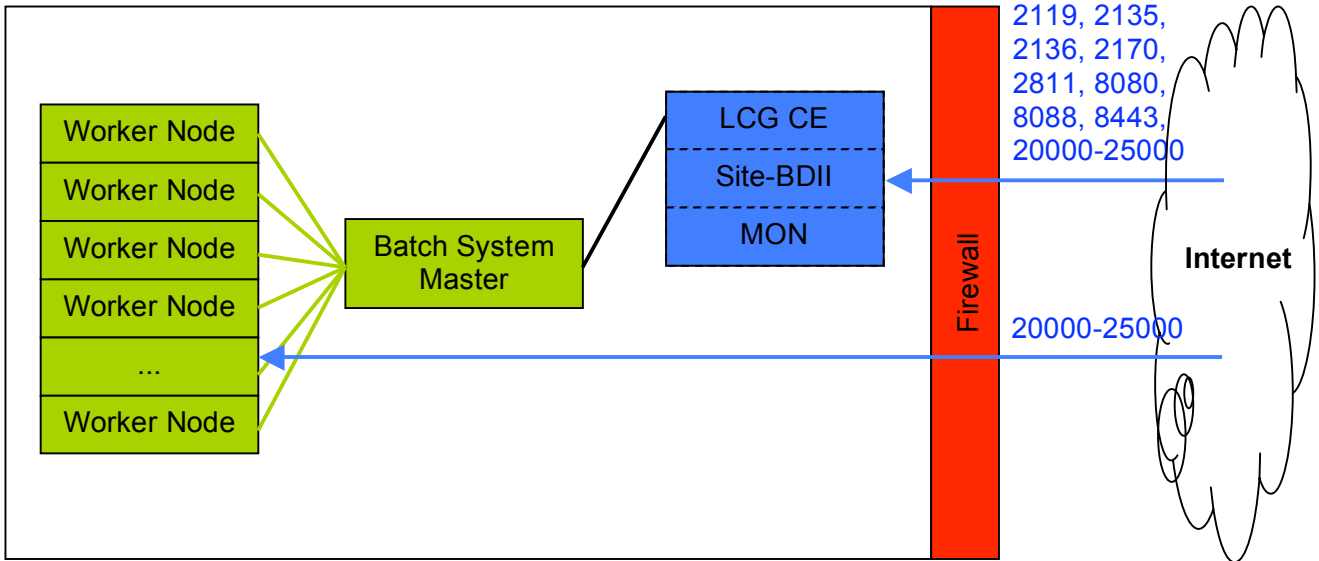 Worker Node
Worker Node
Worker Node
Worker Node
...
Worker Node
Batch System
Master
LCG CE
Site-BDII
MON
Firewall
2119, 2135,
2136, 2170,
2811, 8080,
8088, 8443,
20000-25000
20000-25000
Internet